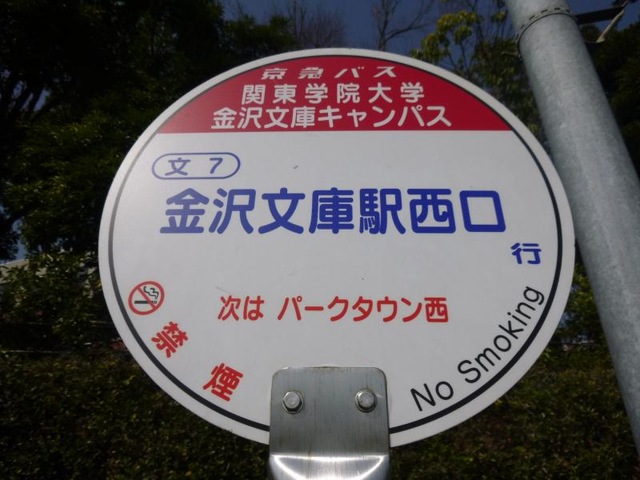 京急バス
関東学院大学
金沢文庫キャンパス
文7
金沢文庫駅西口
行
次は パークタウン西
禁煙
No Smoking